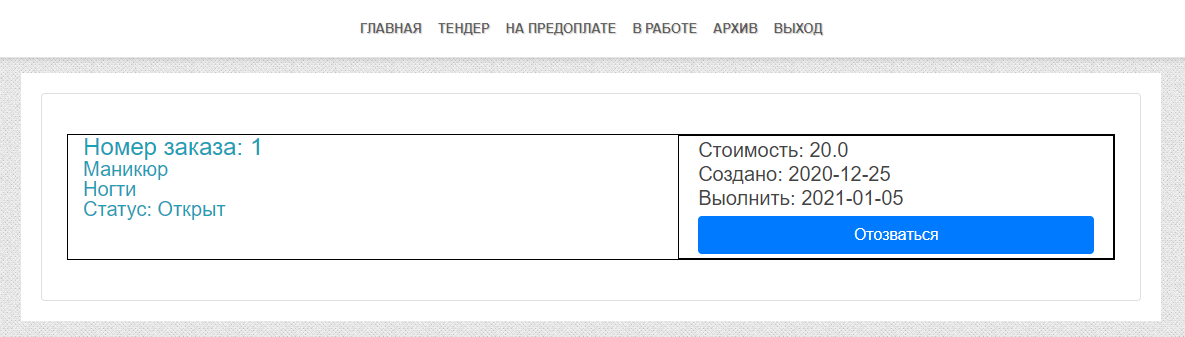 ГЛАВНАЯ ТЕНДЕР НА ПРЕДОПЛАТЕ В РАБОТЕ АРХИВ ВЫХОД
Номер заказа: 1
Маникюр
Ногти
Статус: Открыт
Стоимость: 20.0
Создано: 2020-12-25
Выолнить: 2021-01-05
Отозваться